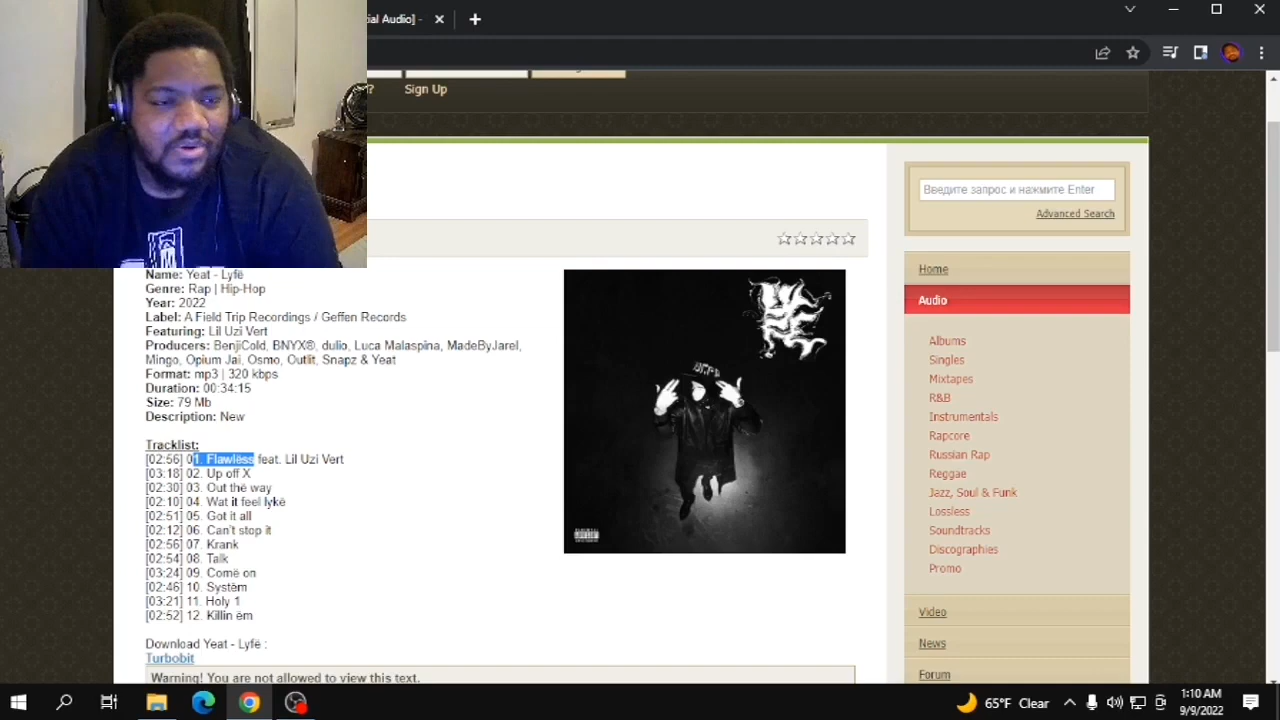 ial Audio] -
?
Sign Up
Введите запрос и нажмите Enter
Advanced Search
Name: Yeat - Lyfë
Genre: Rap | Hip-Hop
Year: 2022
Label: A Field Trip Recordings / Geffen Records
Featuring: Lil Uzi Vert
Producers: BenjiCold, BNYX®, dulio, Luca Malaspina, MadeByJarel,
Mingo, Opium Jai, Osmo, Outlit, Snapz & Yeat
Format: mp3 | 320 kbps
Duration: 00:34:15
Size: 79 Mb
Description: New
Tracklist:
[02:56] 01. Flawlëss feat. Lil Uzi Vert
[03:18] 02. Up off X
[02:30] 03. Out thë way
[02:10] 04. Wat it feel lykë
[02:51] 05. Got it all
[02:12] 06. Can't stop it
[02:56] 07. Krank
[02:54] 08. Talk
[03:24] 09. Comë on
[02:46] 10. Systëm
[03:21] 11. Holy 1
[02:52] 12. Killin ëm
Download Yeat - Lyfë :
Turbobit
Warning! You are not allowed to view this text.
Home
Audio
Albums
Singles
Mixtapes
R&B
Instrumentals
Rapcore
Russian Rap
Reggae
Jazz, Soul & Funk
Lossless
Soundtracks
Discographies
Promo
Video
News
Forum
65°F Clear
1:10 AM
9/9/2022